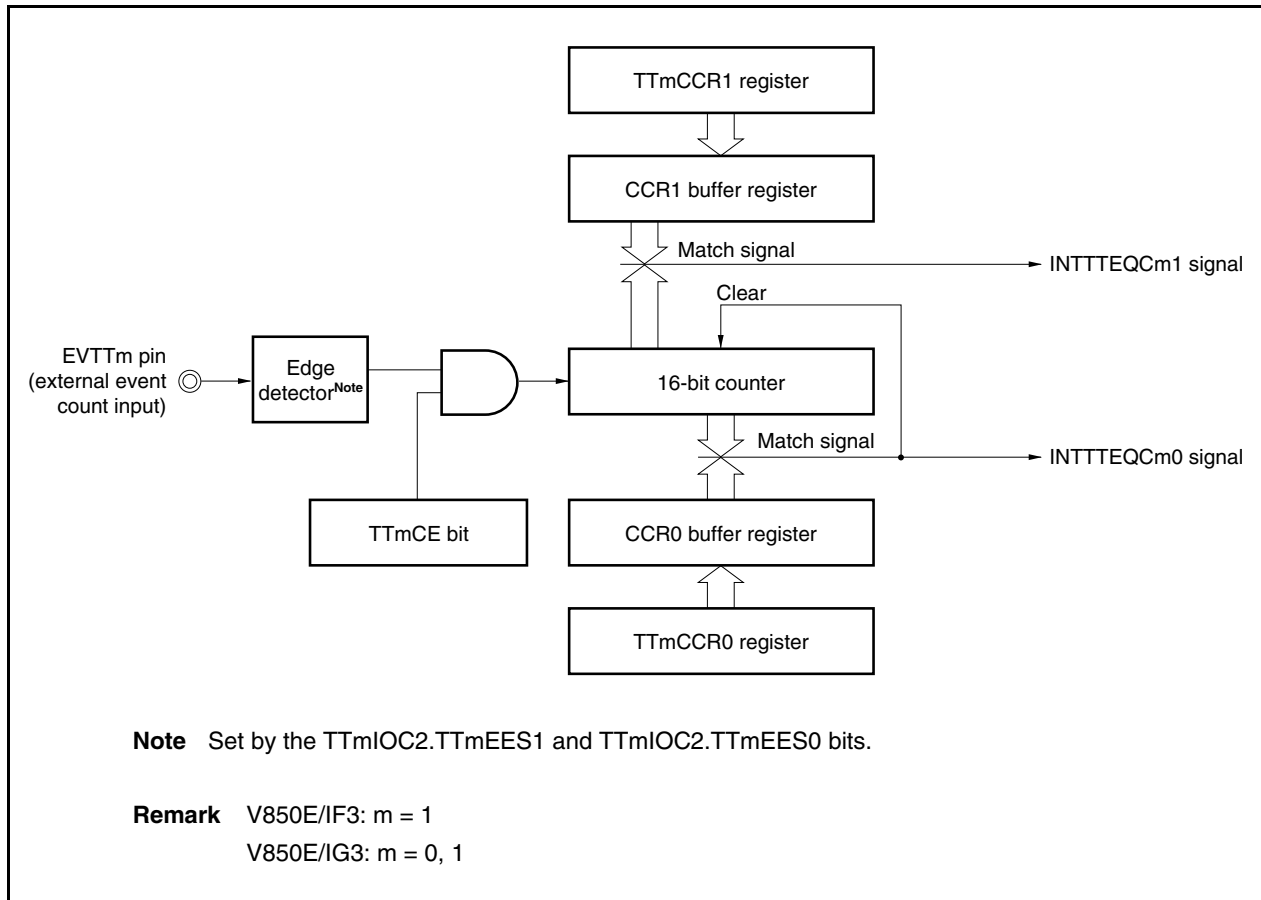 TTmCCR1 register
CCR1 buffer register
Match signal
INTTTEQCm1 signal
Clear
EVTTm pin
(external event
count input)
Edge
detectorNote
16-bit counter
Match signal
INTTTEQCm0 signal
TTmCE bit
CCR0 buffer register
TTmCCR0 register
Note Set by the TTmIOC2.TTmEES1 and TTmIOC2.TTmEES0 bits.
Remark V850E/IF3: m = 1
V850E/IG3: m = 0, 1